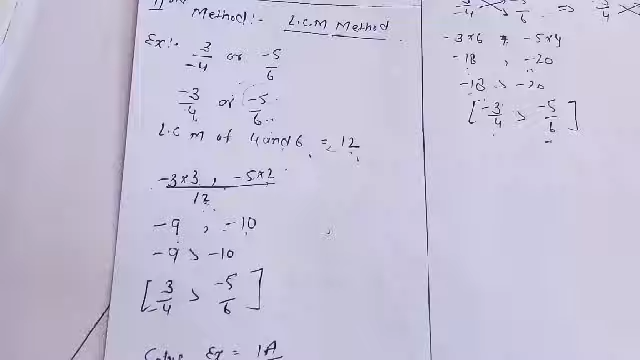 Method:- L.C.M Method
Ex:- 3/-4 or -5/6
-3/4 or -5/6
L.C.M of 4 and 6 = 12
-3×3, -5×2 / 12
-9, -10
-9 > -10
[3/-4 > -5/6]
Ex =
-3×6 -5×4
-18, -20
-18 > -20
[-3/4 > -5/6]